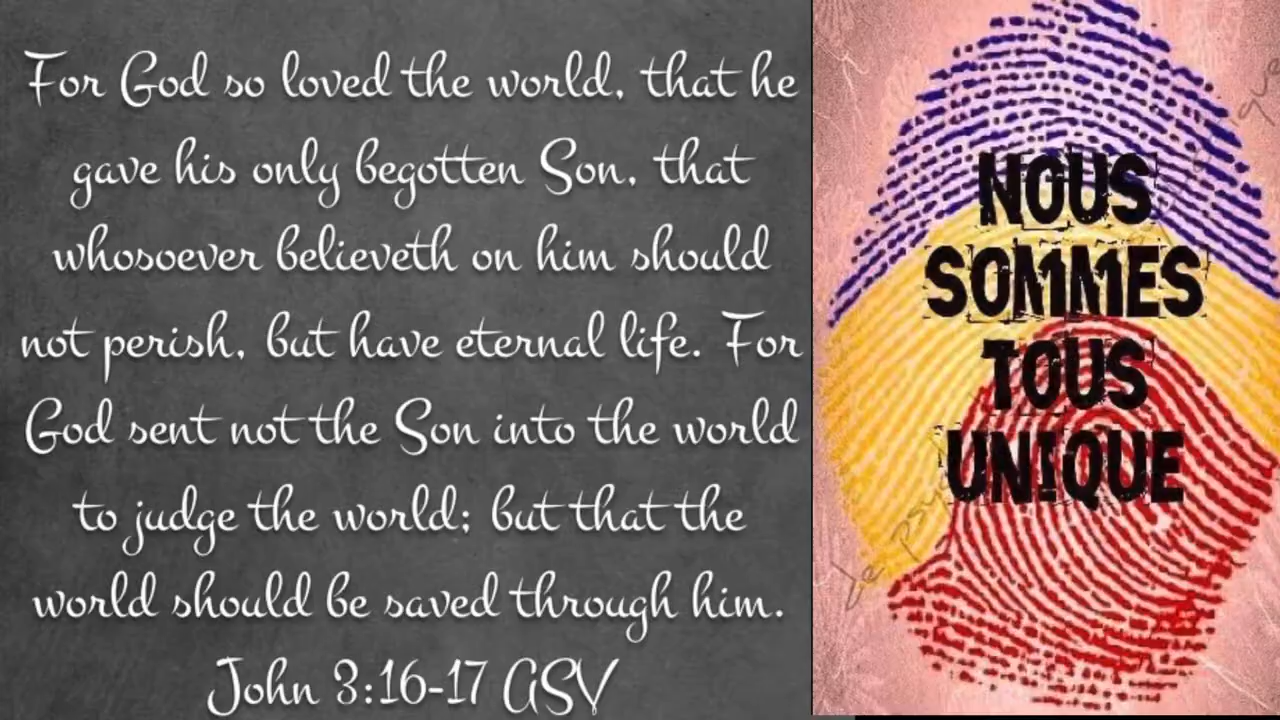 For God so loved the world, that he
gave his only begotten Son, that
whosoever believeth on him should
not perish, but have eternal life. For
God sent not the Son into the world
to judge the world; but that the
world should be saved through him.
John 3:16-17 ASV
NOUS
SOMMES
TOUS
UNIQUE